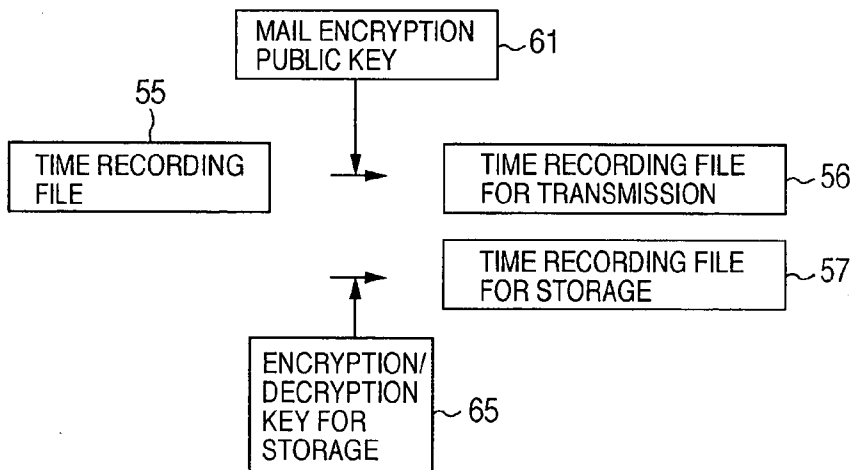 MAIL ENCRYPTION
PUBLIC KEY
61
55
TIME RECORDING
FILE
TIME RECORDING FILE
FOR TRANSMISSION
56
TIME RECORDING FILE
FOR STORAGE
57
ENCRYPTION/
DECRYPTION
KEY FOR
STORAGE
65